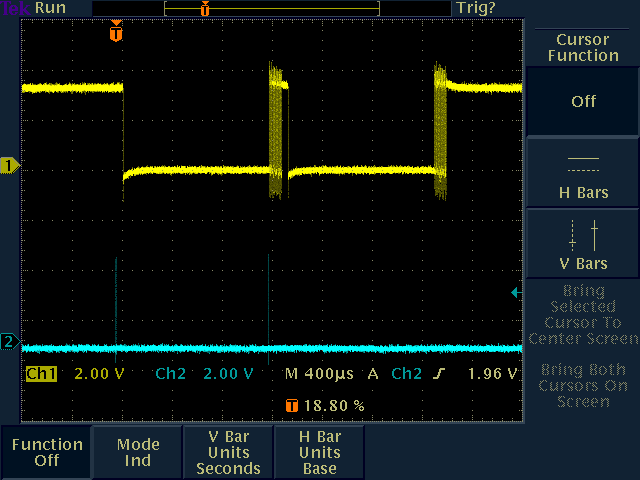 Tek Run Trig?
T
T
Cursor
Function
Off
1
H Bars
V Bars
Bring
Selected
Cursor To
Center Screen
2
Bring Both
Cursors On
Screen
Ch1 2.00 V Ch2 2.00 V M 400µs A Ch2 1.96 V
T 18.80 %
Function
Off
Mode
Ind
V Bar
Units
Seconds
H Bar
Units
Base